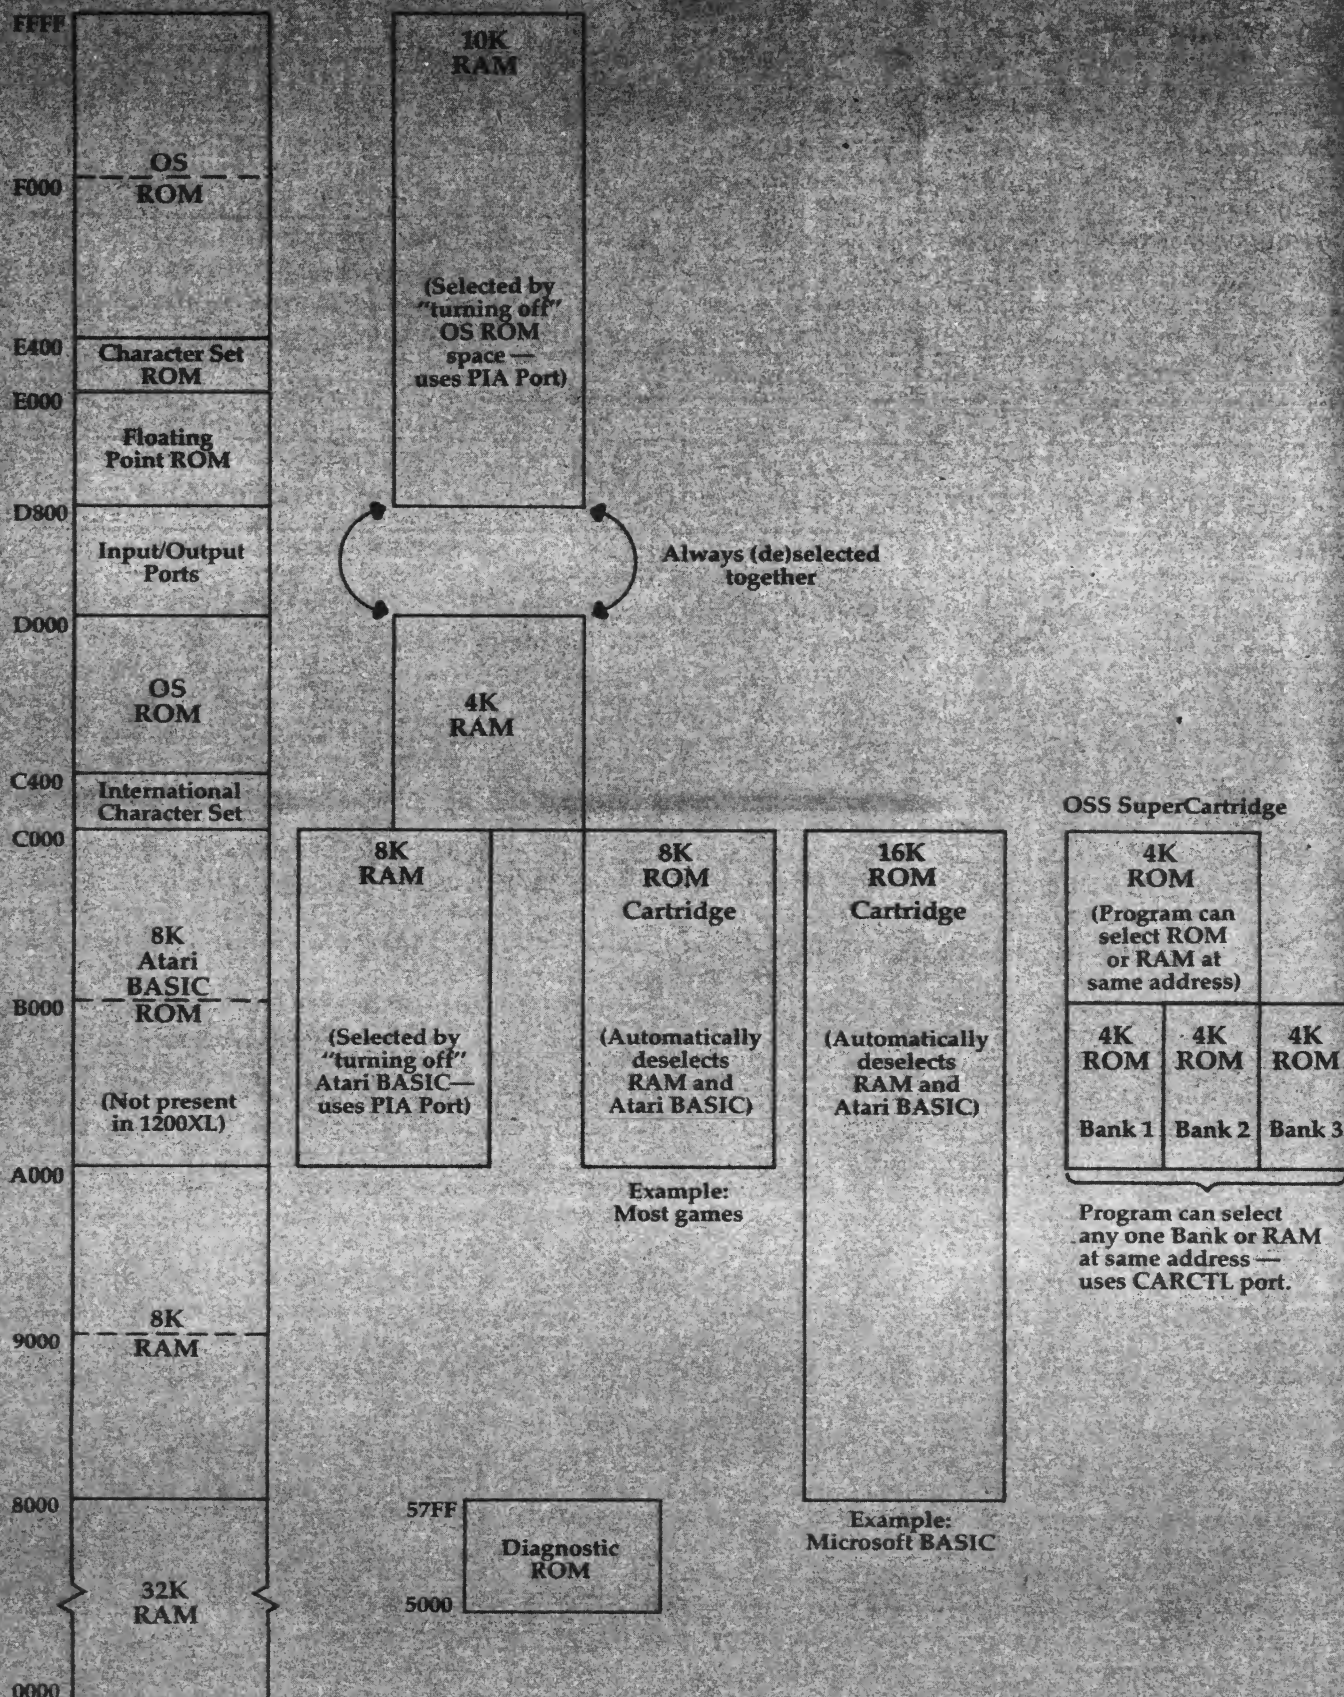 FFFF
OS
F000
ROM
E400
Character Set
ROM
E000
Floating
Point ROM
D800
Input/Output
Ports
D000
OS
ROM
C400
International
Character Set
C000
8K
Atari
BASIC
B000
ROM
(Not present
in 1200XL)
A000
8K
9000
RAM
8000
32K
RAM
0000
10K
RAM
(Selected by
"turning off"
OS ROM
space —
uses PIA Port)
Always (de)selected
together
4K
RAM
8K
RAM
(Selected by
"turning off"
Atari BASIC—
uses PIA Port)
8K
ROM
Cartridge
(Automatically
deselects
RAM and
Atari BASIC)
Example:
Most games
16K
ROM
Cartridge
(Automatically
deselects
RAM and
Atari BASIC)
Example:
Microsoft BASIC
OSS SuperCartridge
4K
ROM
(Program can
select ROM
or RAM at
same address)
4K
ROM
Bank 1
4K
ROM
Bank 2
4K
ROM
Bank 3
Program can select
any one Bank or RAM
at same address —
uses CARCTL port.
57FF
Diagnostic
ROM
5000